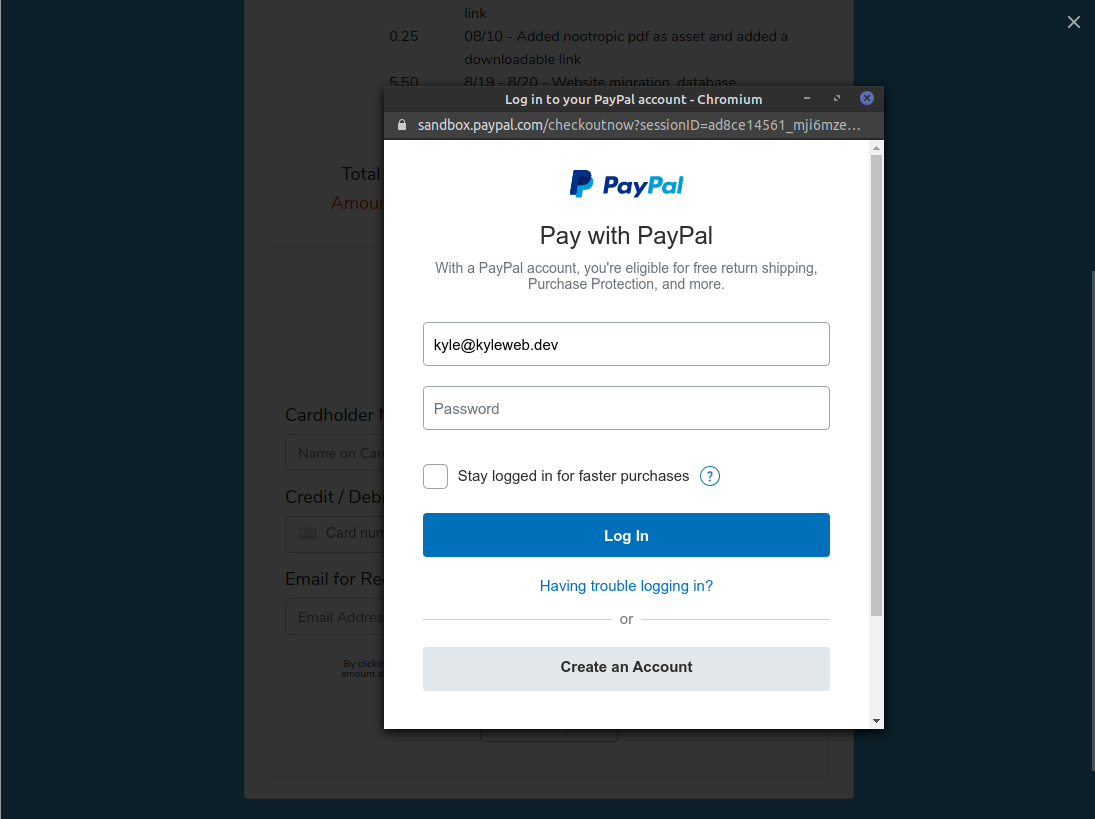 link
0.25 08/10 - Added nootropic pdf as asset and added a
downloadable link
5.50 8/19 - 8/20 - Website migration, database
Log in to your PayPal account - Chromium
sandbox.paypal.com/checkoutnow?sessionID=ad8ce14561_mji6mze...
PayPal
Pay with PayPal
With a PayPal account, you're eligible for free return shipping,
Purchase Protection, and more.
kyle@kyleweb.dev
Password
Stay logged in for faster purchases ?
Log In
Having trouble logging in?
or
Create an Account
Total
Amoun
Cardholder N
Name on Car
Credit / Debi
Card num
Email for Re
Email Addres
By clickin
amount d